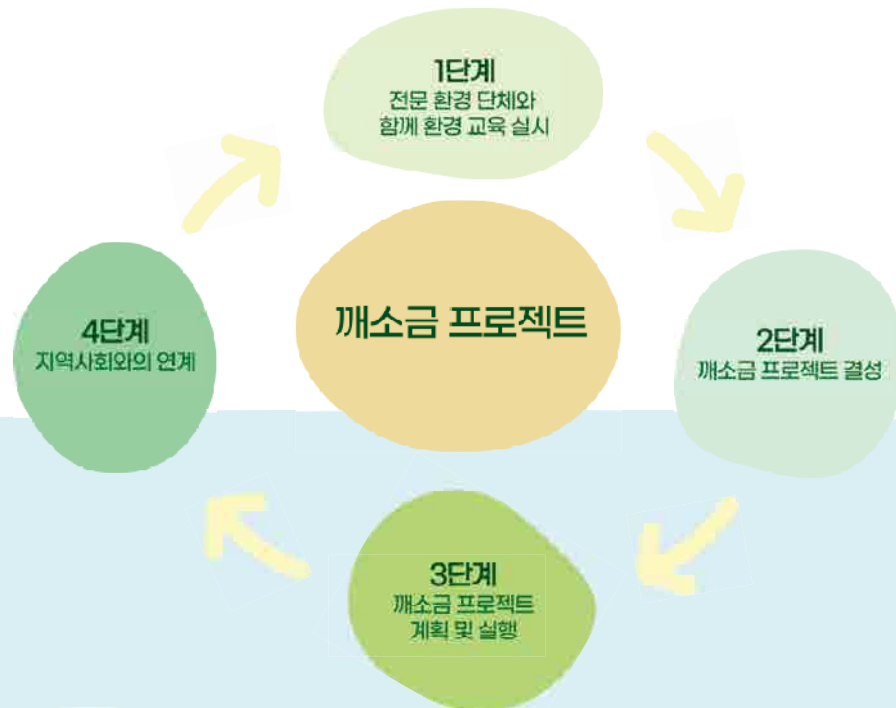 1단계
전문 환경 단체와
함께 환경 교육 실시
깨소금 프로젝트
4단계
지역사회와의 연계
2단계
깨소금 프로젝트 결성
3단계
깨소금 프로젝트
계획 및 실행